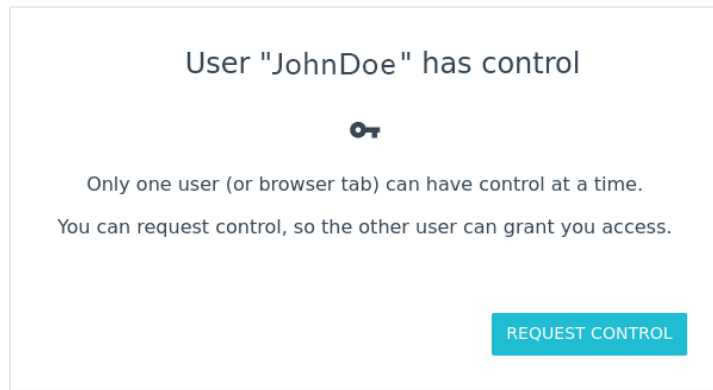 User "JohnDoe" has control
Only one user (or browser tab) can have control at a time.
You can request control, so the other user can grant you access.
REQUEST CONTROL